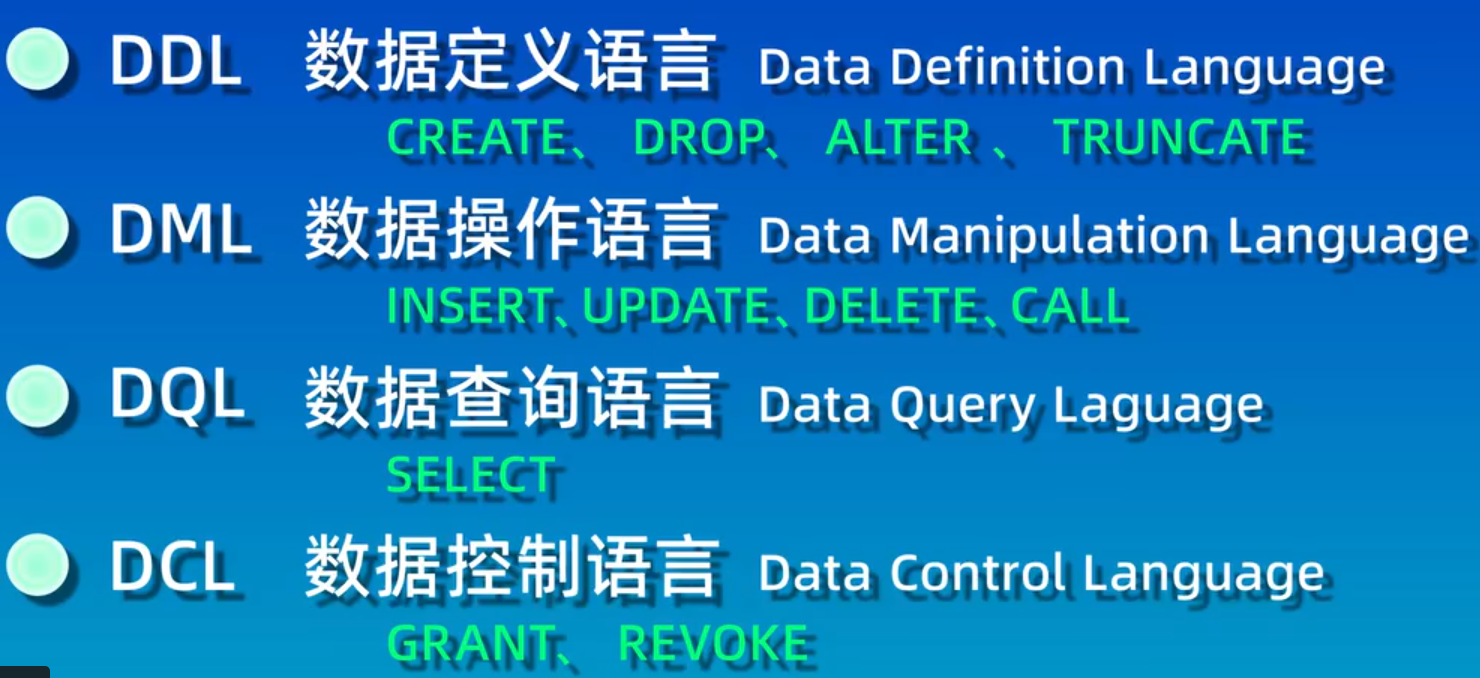 DDL 数据定义语言 Data Definition Language
CREATE、 DROP、 ALTER 、 TRUNCATE
DML 数据操作语言 Data Manipulation Language
INSERT、UPDATE、DELETE、CALL
DQL 数据查询语言 Data Query Laguage
SELECT
DCL 数据控制语言 Data Control Language
GRANT、 REVOKE